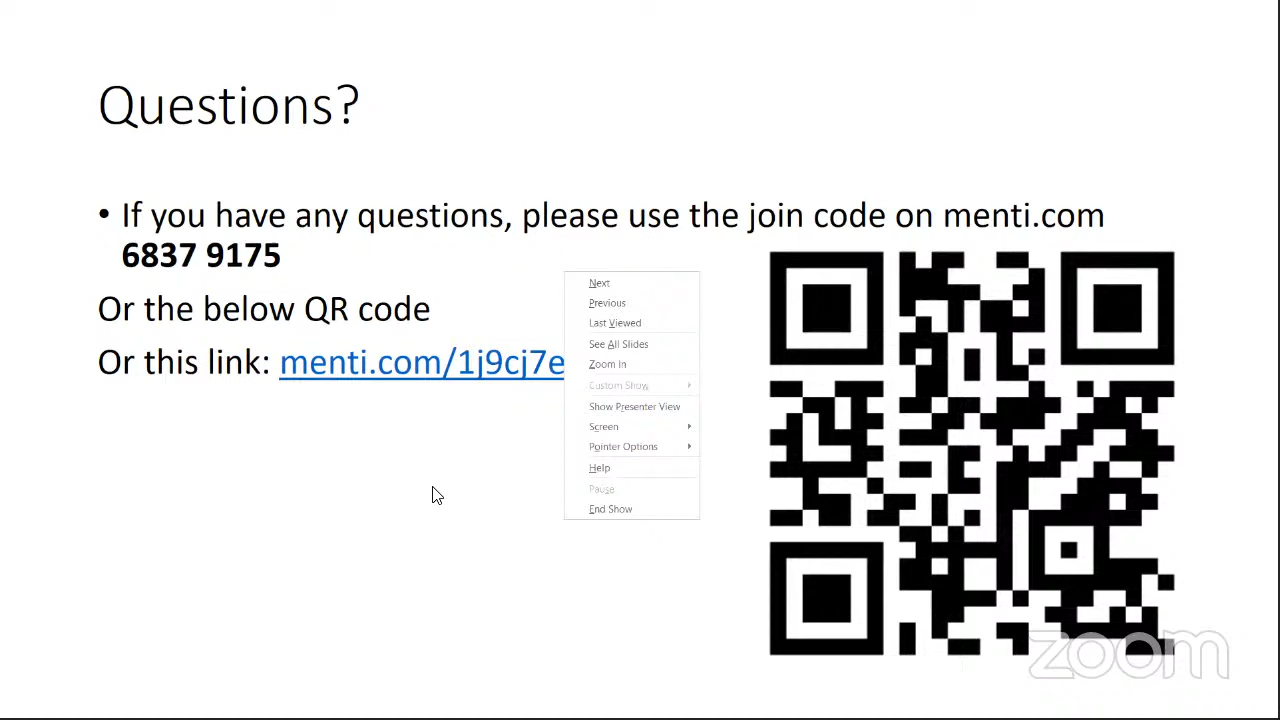 Questions?
• If you have any questions, please use the join code on menti.com
6837 9175
Or the below QR code
Or this link: menti.com/1j9cj7e
Next
Previous
Last Viewed
See All Slides
Zoom In
Custom Show
Show Presenter View
Screen
Pointer Options
Help
Pause
End Show
zoom